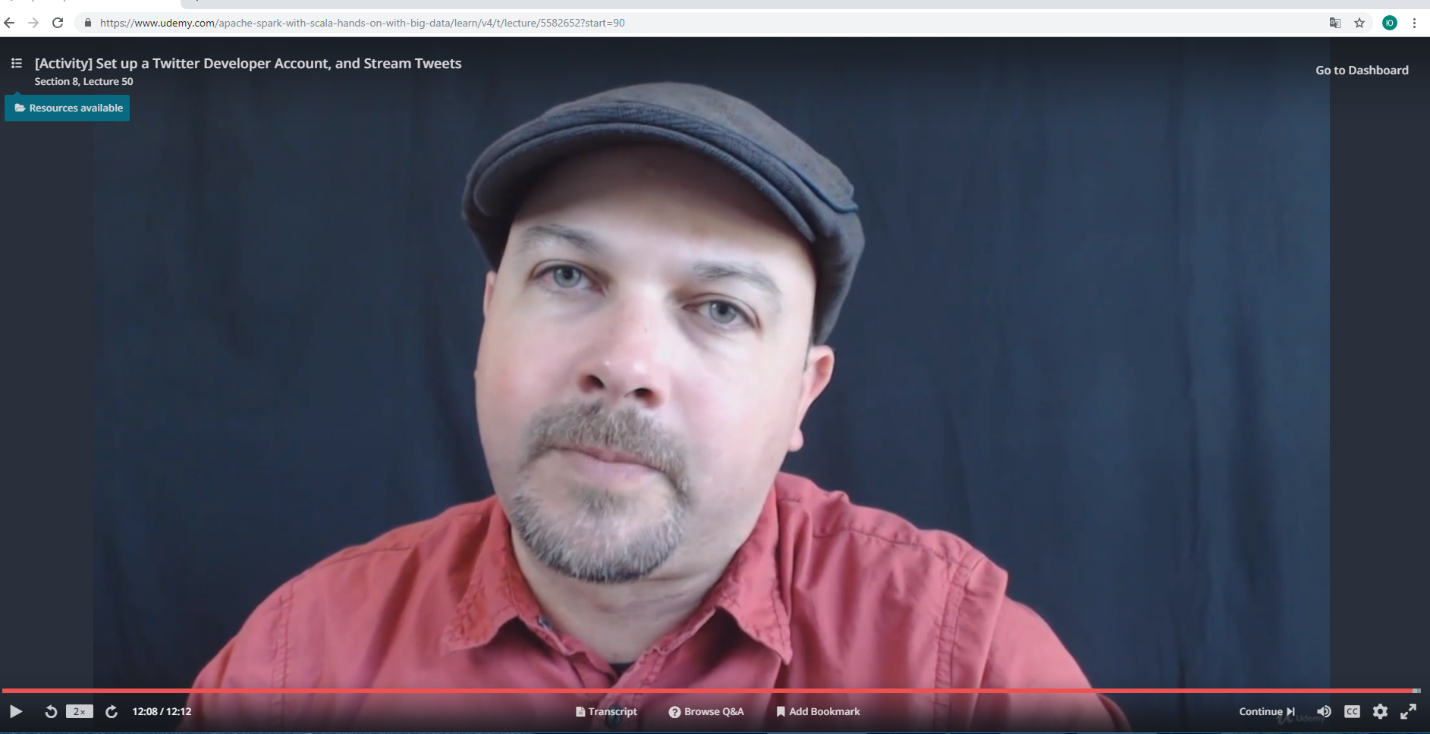 https://www.udemy.com/apache-spark-with-scala-hands-on-with-big-data/learn/v4/t/lecture/5582652?start=90
IO
[Activity] Set up a Twitter Developer Account, and Stream Tweets
Section 8, Lecture 50
Go to Dashboard
Resources available
2x
12:08 / 12:12
Transcript
? Browse Q&A
Add Bookmark
Continue
CC
Udemy